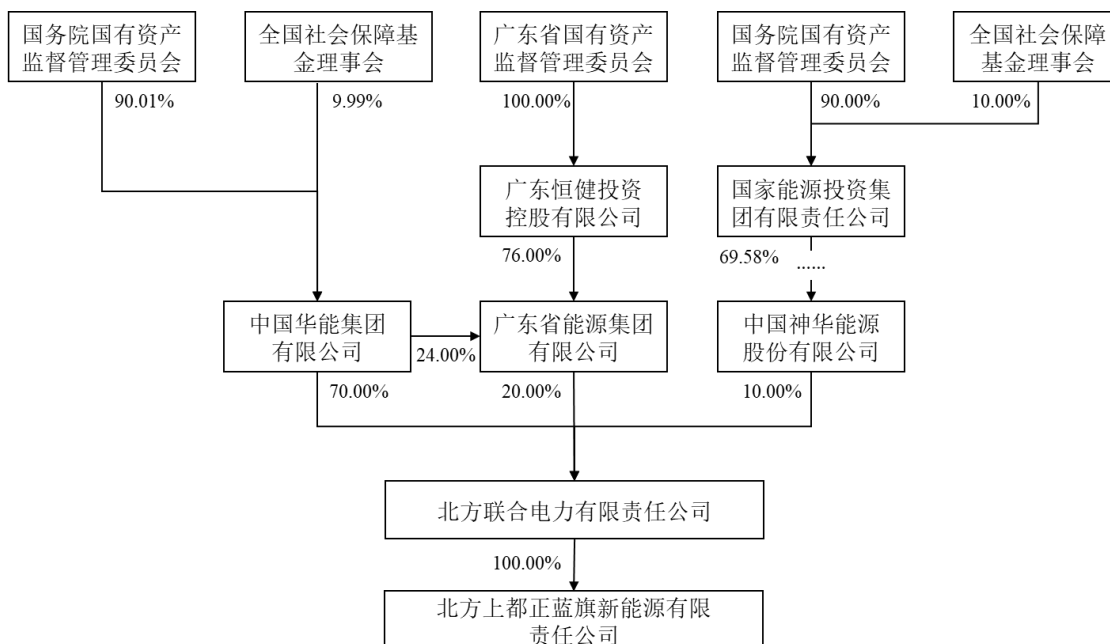 国务院国有资产
监督管理委员会
全国社会保障基
金理事会
广东省国有资产
监督管理委员会
国务院国有资产
监督管理委员会
全国社会保障
基金理事会
90.01%
9.99%
100.00%
90.00%
10.00%
广东恒健投资
控股有限公司
国家能源投资集
团有限责任公司
76.00%
69.58%
......
中国华能集团
有限公司
24.00%
广东省能源集团
有限公司
中国神华能源
股份有限公司
70.00%
20.00%
10.00%
北方联合电力有限责任公司
100.00%
北方上都正蓝旗新能源有限
责任公司